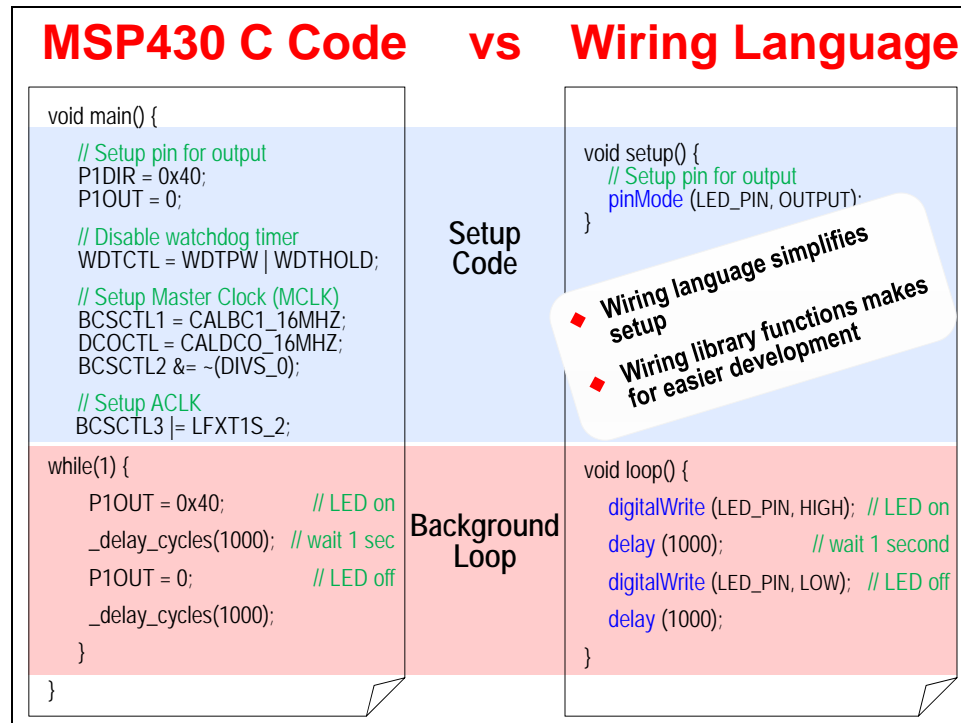 MSP430 C Code vs Wiring Language
void main() {
// Setup pin for output
P1DIR = 0x40;
P1OUT = 0;
// Disable watchdog timer
WDTCTL = WDTPW | WDTHOLD;
// Setup Master Clock (MCLK)
BCSCTL1 = CALBC1_16MHZ;
DCOCTL = CALDCO_16MHZ;
BCSCTL2 &= ~(DIVS_0);
// Setup ACLK
BCSCTL3 |= LFXT1S_2;
while(1) {
P1OUT = 0x40; // LED on
_delay_cycles(1000); // wait 1 sec
P1OUT = 0; // LED off
_delay_cycles(1000);
}
}
Setup
Code
Background
Loop
void setup() {
// Setup pin for output
pinMode (LED_PIN, OUTPUT);
}
◆ Wiring language simplifies
setup
◆ Wiring library functions makes
for easier development
void loop() {
digitalWrite (LED_PIN, HIGH); // LED on
delay (1000); // wait 1 second
digitalWrite (LED_PIN, LOW); // LED off
delay (1000);
}